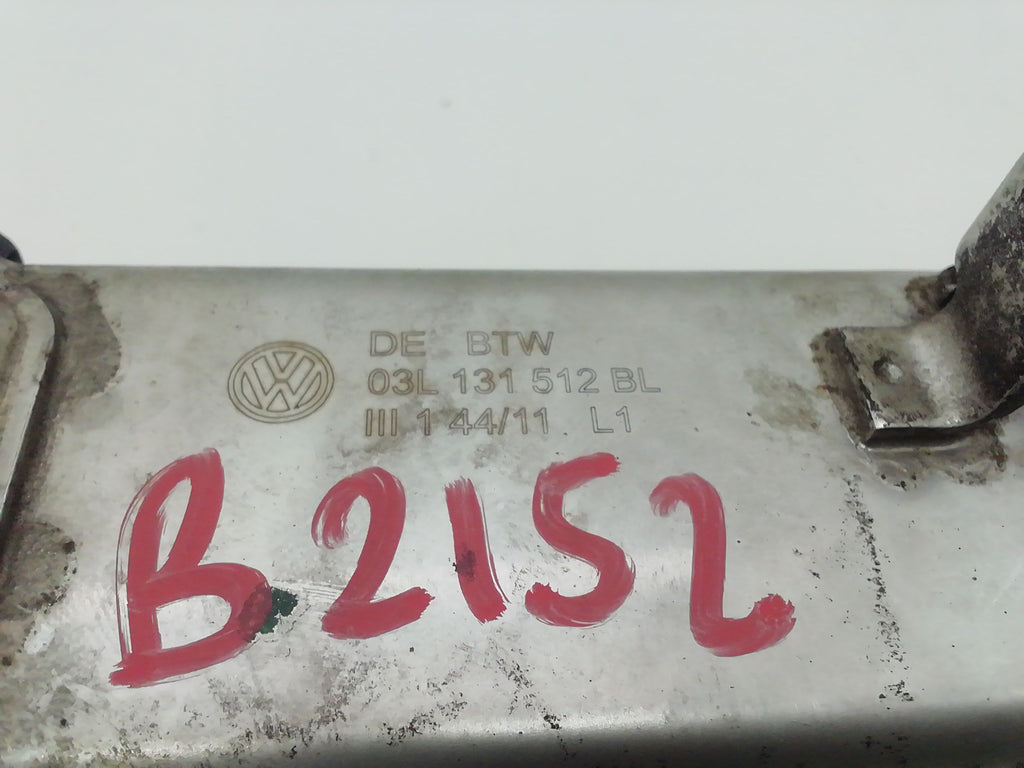 DE BTW
03L 131 512 BL
III 1 44/11 L1
B2152